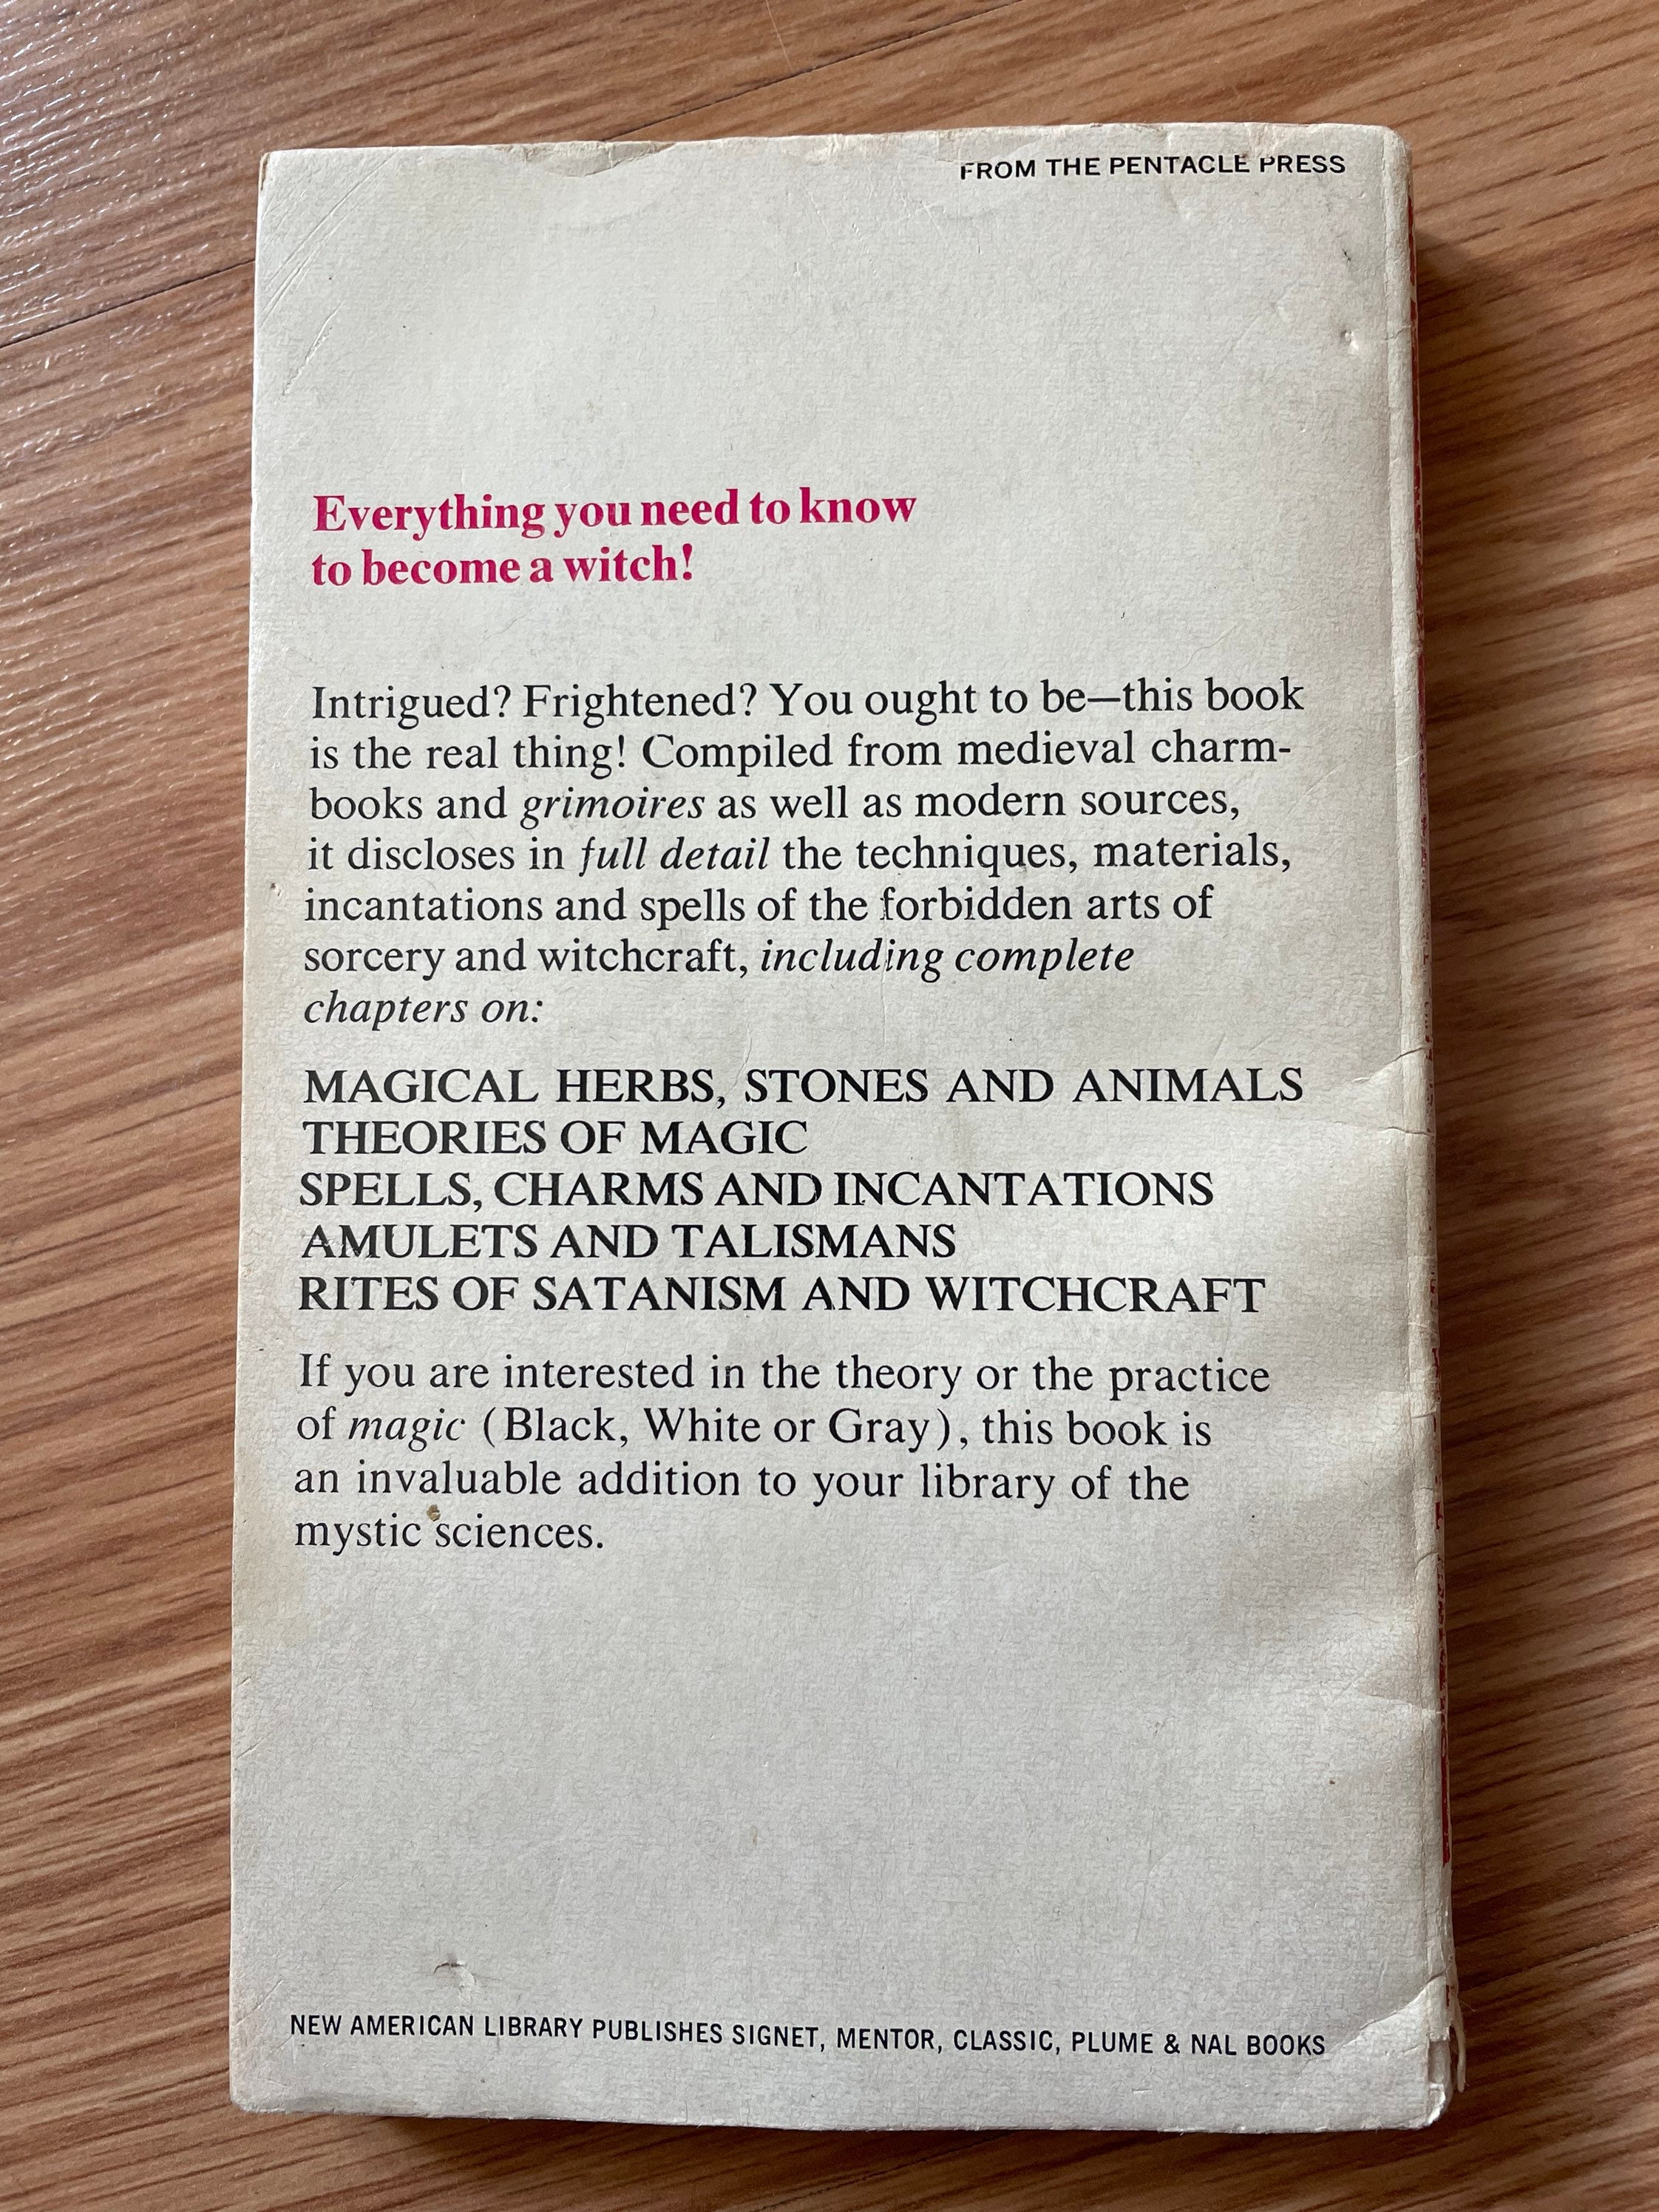 FROM THE PENTACLE PRESS
Everything you need to know
to become a witch!
Intrigued? Frightened? You ought to be—this book
is the real thing! Compiled from medieval charm-
books and grimoires as well as modern sources,
it discloses in full detail the techniques, materials,
incantations and spells of the forbidden arts of
sorcery and witchcraft, including complete
chapters on:
MAGICAL HERBS, STONES AND ANIMALS
THEORIES OF MAGIC
SPELLS, CHARMS AND INCANTATIONS
AMULETS AND TALISMANS
RITES OF SATANISM AND WITCHCRAFT
If you are interested in the theory or the practice
of magic (Black, White or Gray), this book is
an invaluable addition to your library of the
mystic sciences.
NEW AMERICAN LIBRARY PUBLISHES SIGNET, MENTOR, CLASSIC, PLUME & NAL BOOKS